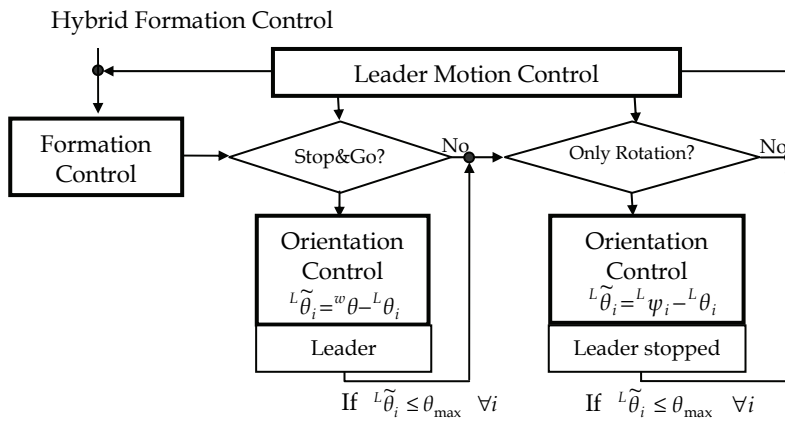 Hybrid Formation Control
Leader Motion Control
Formation
Control
Stop&Go?
No
Only Rotation?
No
Orientation
Control
ᴸθ̃ᵢ=ʷθ−ᴸθᵢ
Leader
Orientation
Control
ᴸθ̃ᵢ=ᴸψᵢ−ᴸθᵢ
Leader stopped
If ᴸθ̃ᵢ ≤ θmax ∀i
If ᴸθ̃ᵢ ≤ θmax ∀i